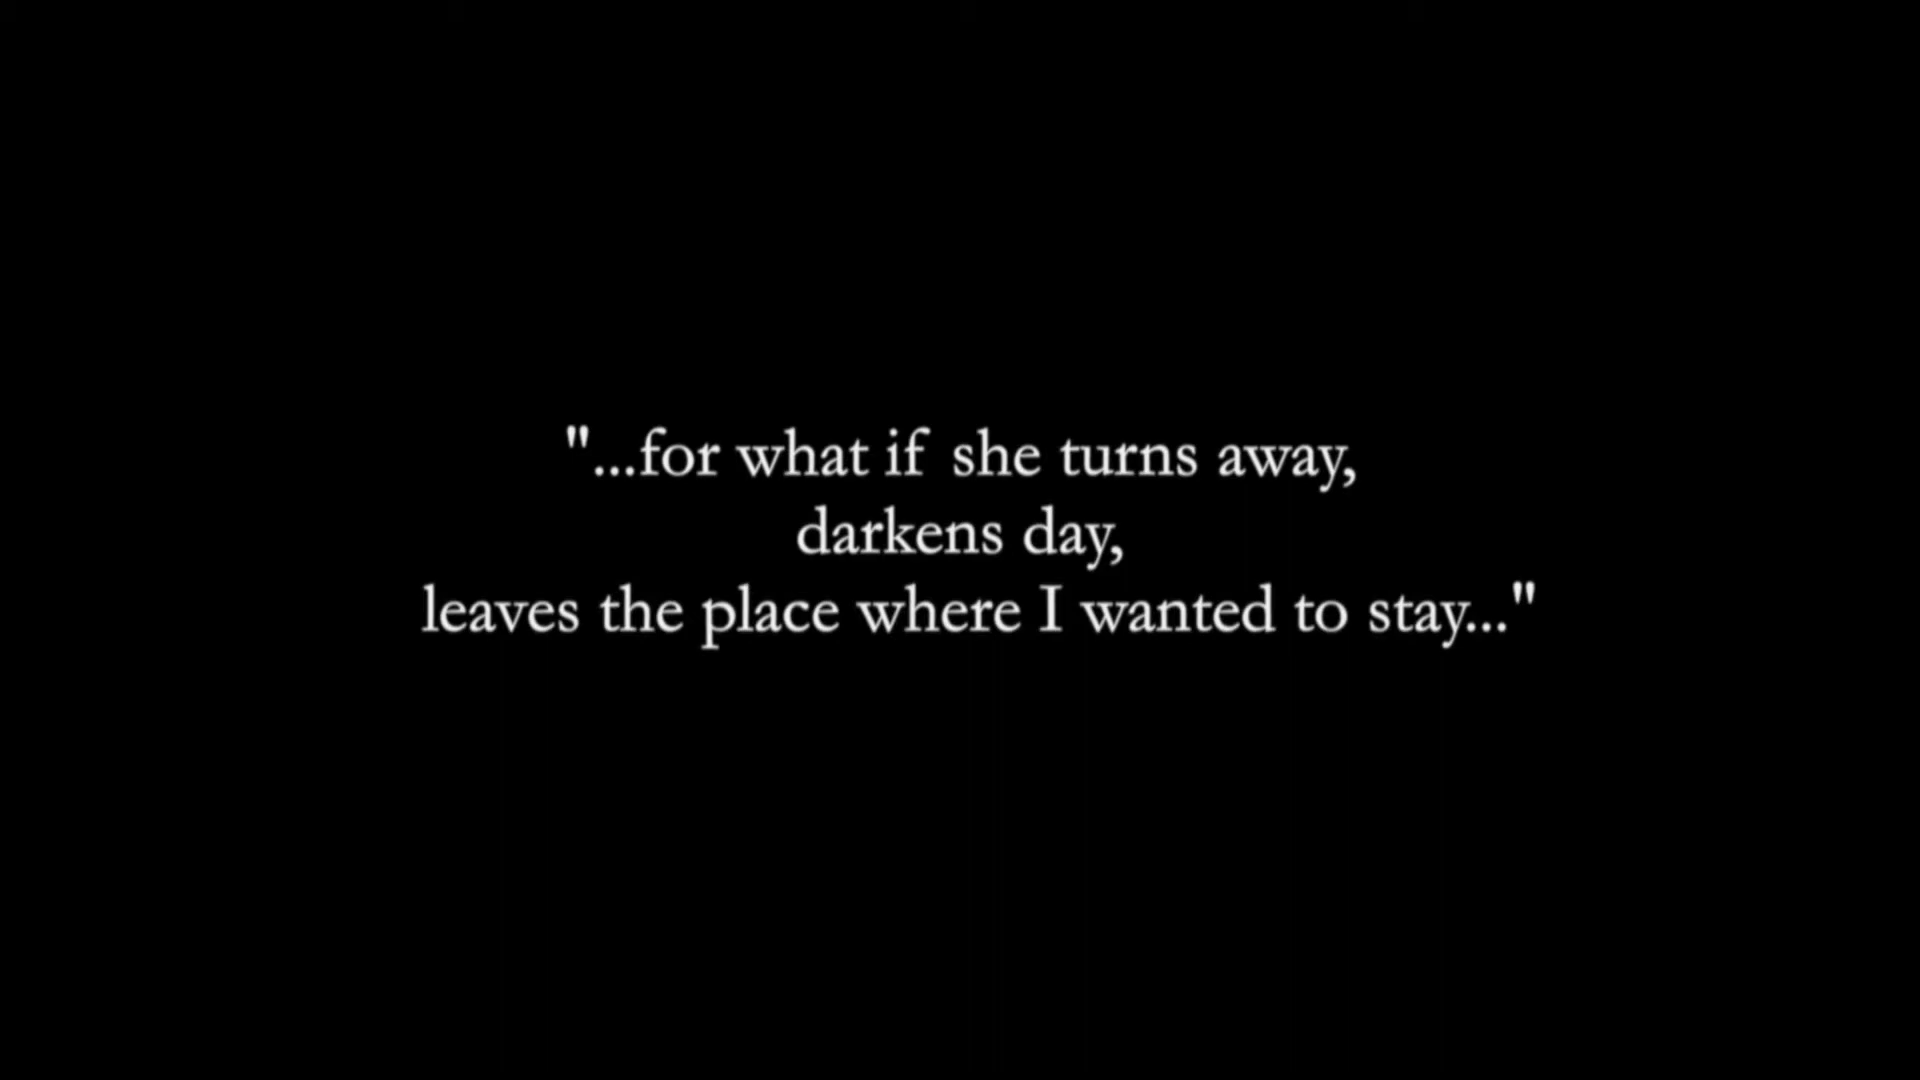 "...for what if she turns away,
darkens day,
leaves the place where I wanted to stay..."